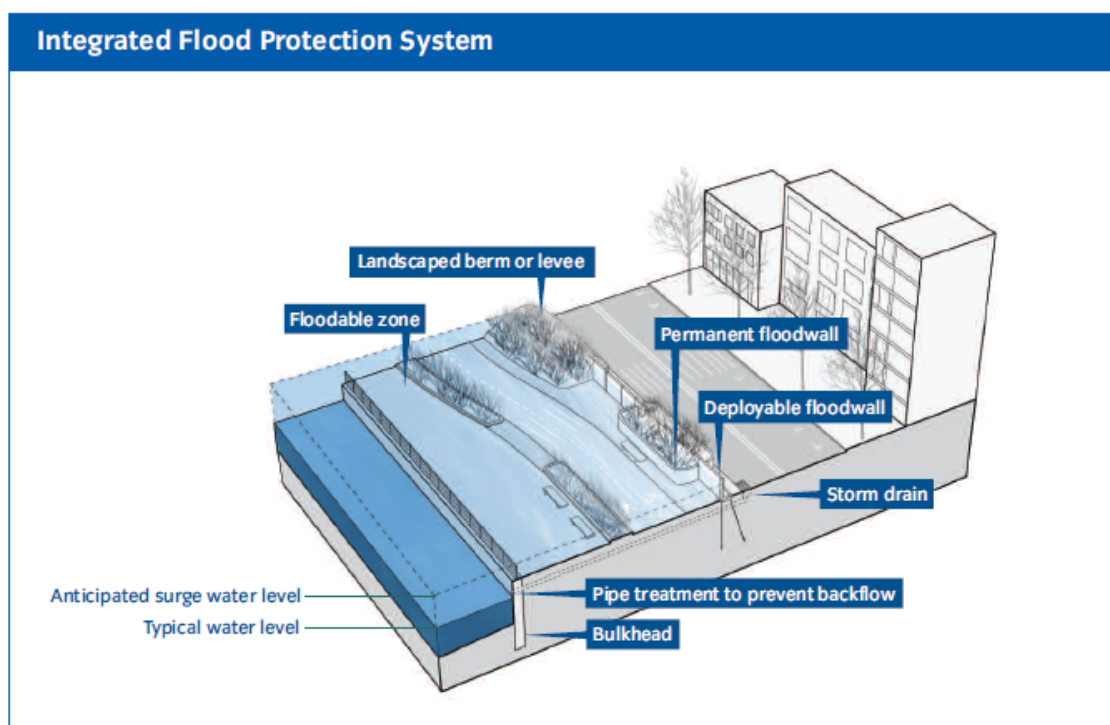 Integrated Flood Protection System
Landscaped berm or levee
Floodable zone
Permanent floodwall
Deployable floodwall
Storm drain
Anticipated surge water level
Pipe treatment to prevent backflow
Typical water level
Bulkhead